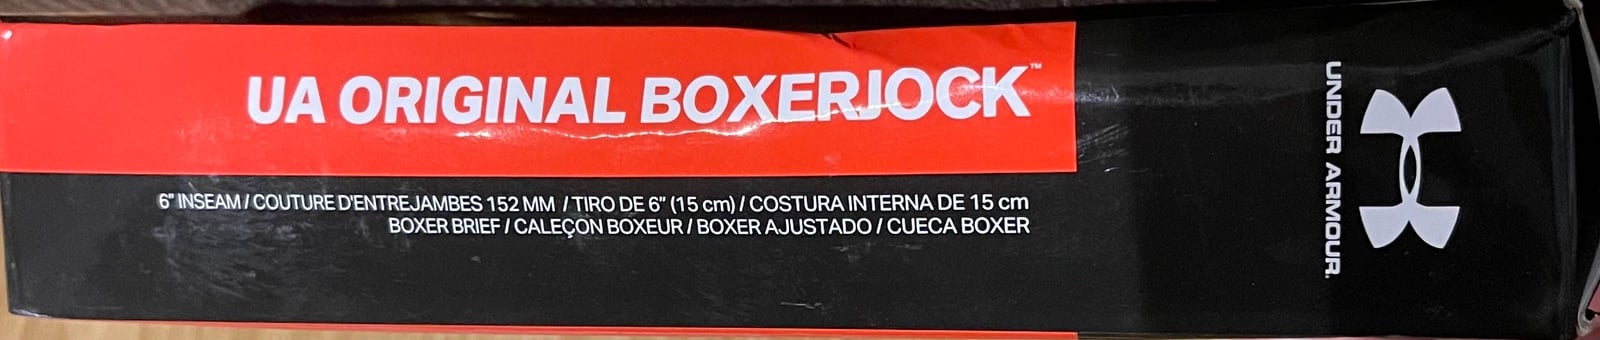 UA ORIGINAL BOXERJOCK™
6" INSEAM / COUTURE D'ENTREJAMBES 152 MM / TIRO DE 6" (15 cm) / COSTURA INTERNA DE 15 cm
BOXER BRIEF / CALEÇON BOXEUR / BOXER AJUSTADO / CUECA BOXER
UNDER ARMOUR.